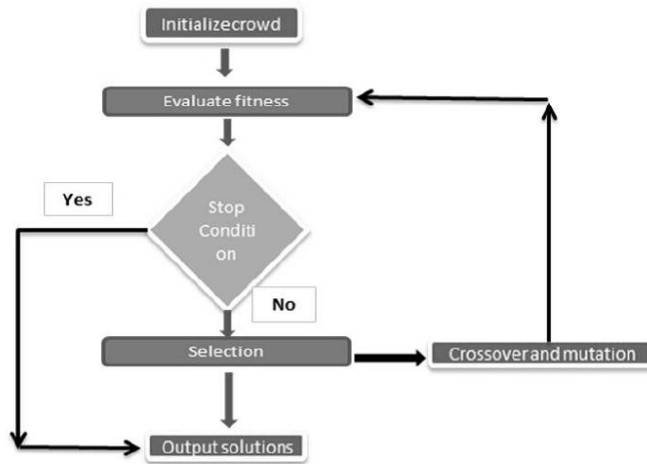 Initializecrowd
Evaluate fitness
Yes
Stop
Conditi
on
No
Selection
Crossover and mutation
Output solutions